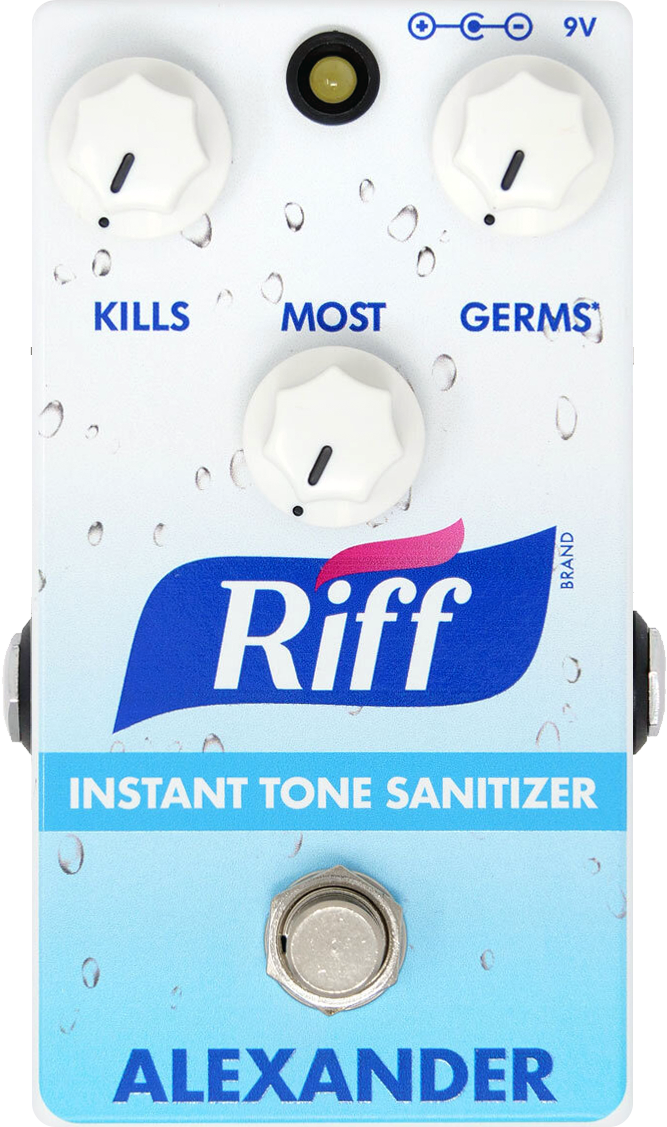 9V
KILLS MOST GERMS*
Riff
BRAND
INSTANT TONE SANITIZER
ALEXANDER